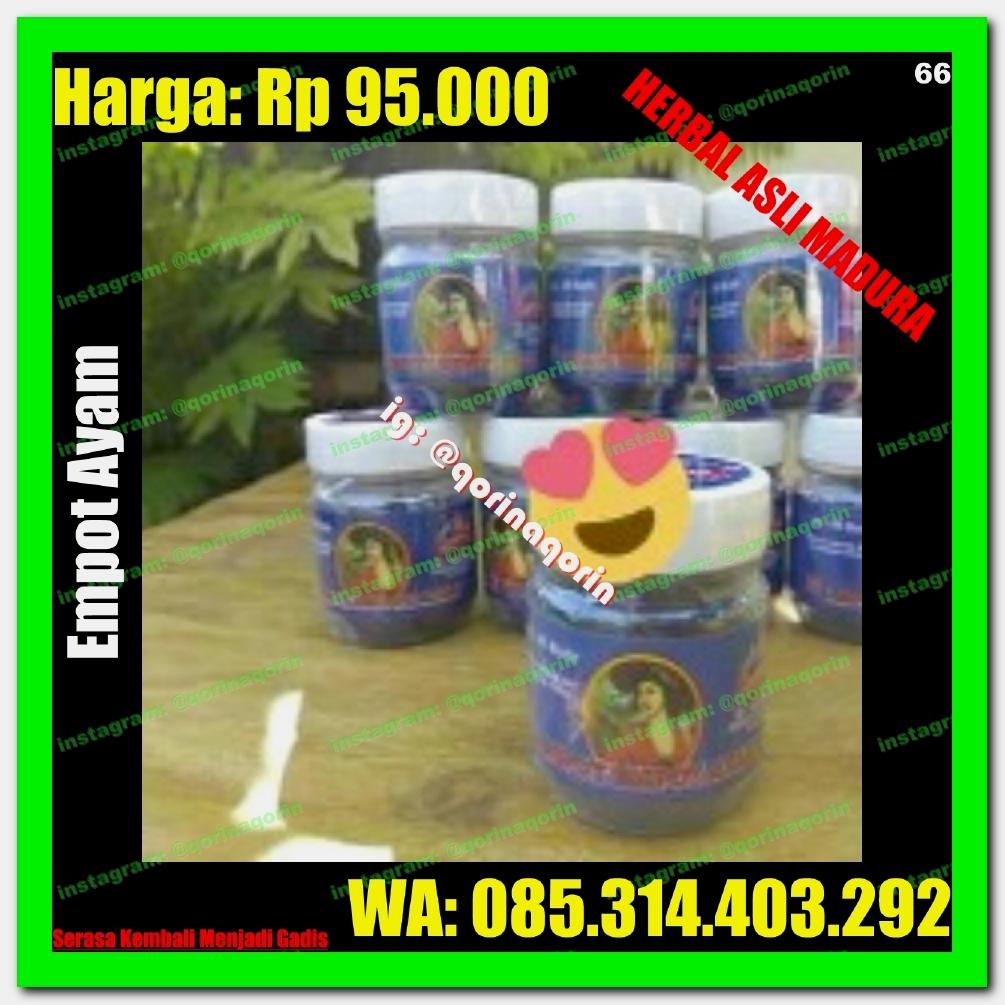 Harga: Rp 95.000
66
HERBAL ASLI MADURA
Empot Ayam
ig: @qorinaqorin
instagram: @qorinaqorin
WA: 085.314.403.292
Serasa Kembali Menjadi Gadis